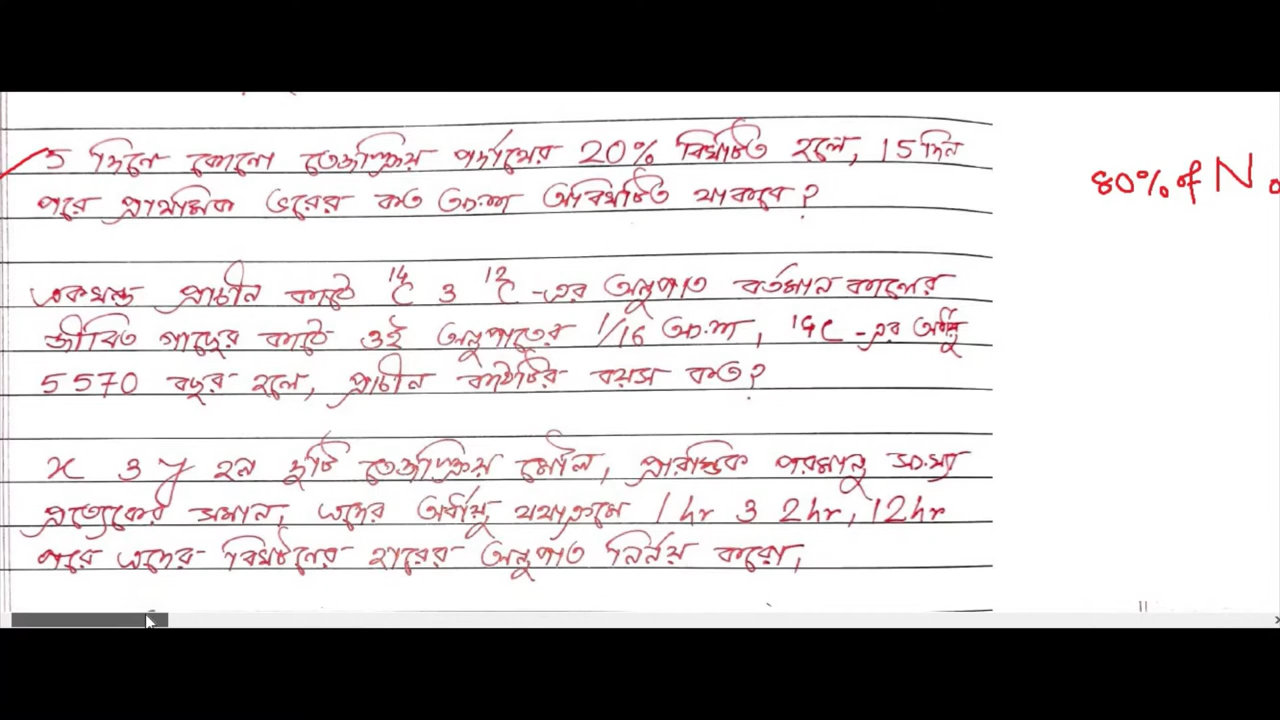 5 দিনে কোনো তেজস্ক্রিয় পদার্থের 20% বিঘটিত হলে, 15 দিন
80% of N₀
পরে প্রাথমিক ভরের কত অংশ অবিঘটিত থাকবে?
একখন্ড প্রাচীন কাঠে ¹⁴C ও ¹²C -এর অনুপাত বর্তমান কালের
জীবিত গাছের কাঠে ওই অনুপাতের 1/16 অংশ, ¹⁴C -এর অর্ধায়ু
5570 বছর হলে, প্রাচীন কাঠটির বয়স কত?
x ও y হল দুটি তেজস্ক্রিয় মৌল, প্রারম্ভিক পরমাণু সংখ্যা
প্রত্যেকের সমান, এদের অর্ধায়ু যথাক্রমে 1 hr ও 2 hr, 12 hr
পরে এদের বিঘটনের হারের অনুপাত নির্ণয় করো,